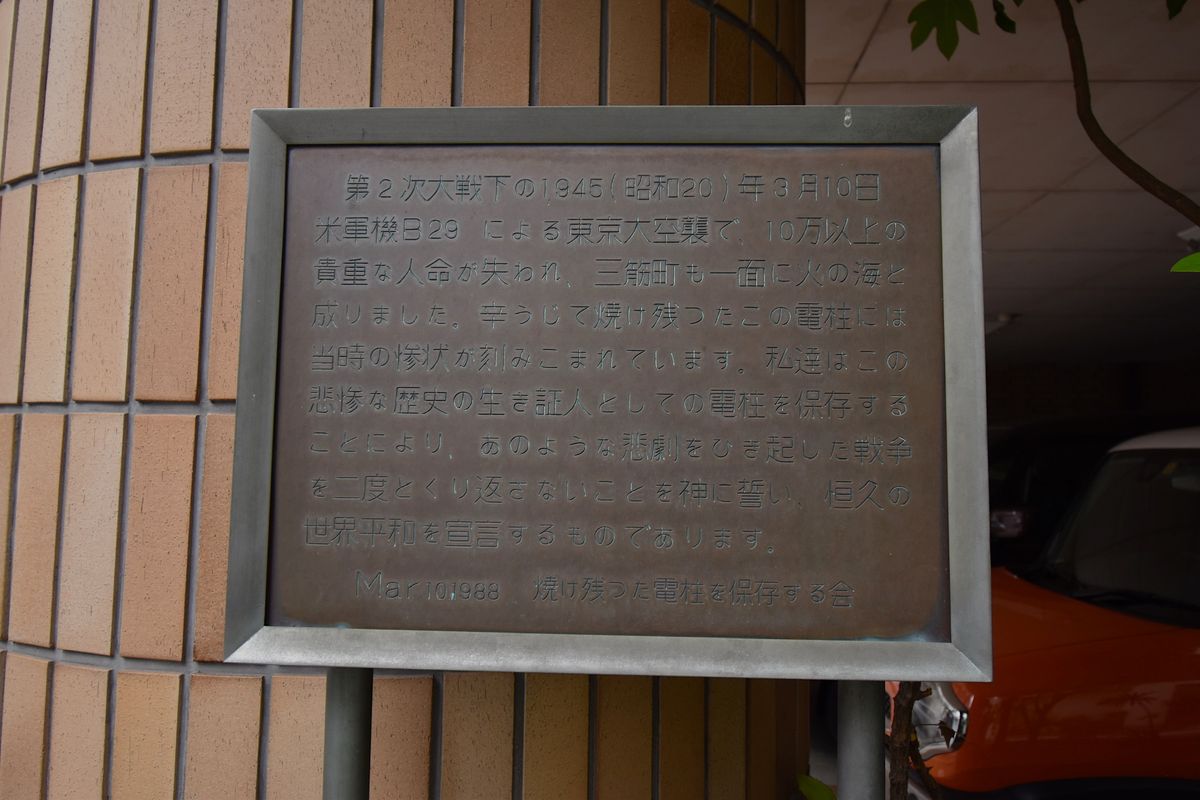 第2次大戦下の1945(昭和20)年3月10日
米軍機B29 による東京大空襲で、10万以上の
貴重な人命が失われ、三筋町も一面に火の海と
成りました。辛うじて焼け残つたこの電柱には
当時の惨状が刻みこまれています。私達はこの
悲惨な歴史の生き証人としての電柱を保存する
ことにより、あのような悲劇をひき起した戦争
を二度とくり返さないことを神に誓い、恒久の
世界平和を宣言するものであります。
Mar 10,1988 焼け残つた電柱を保存する会